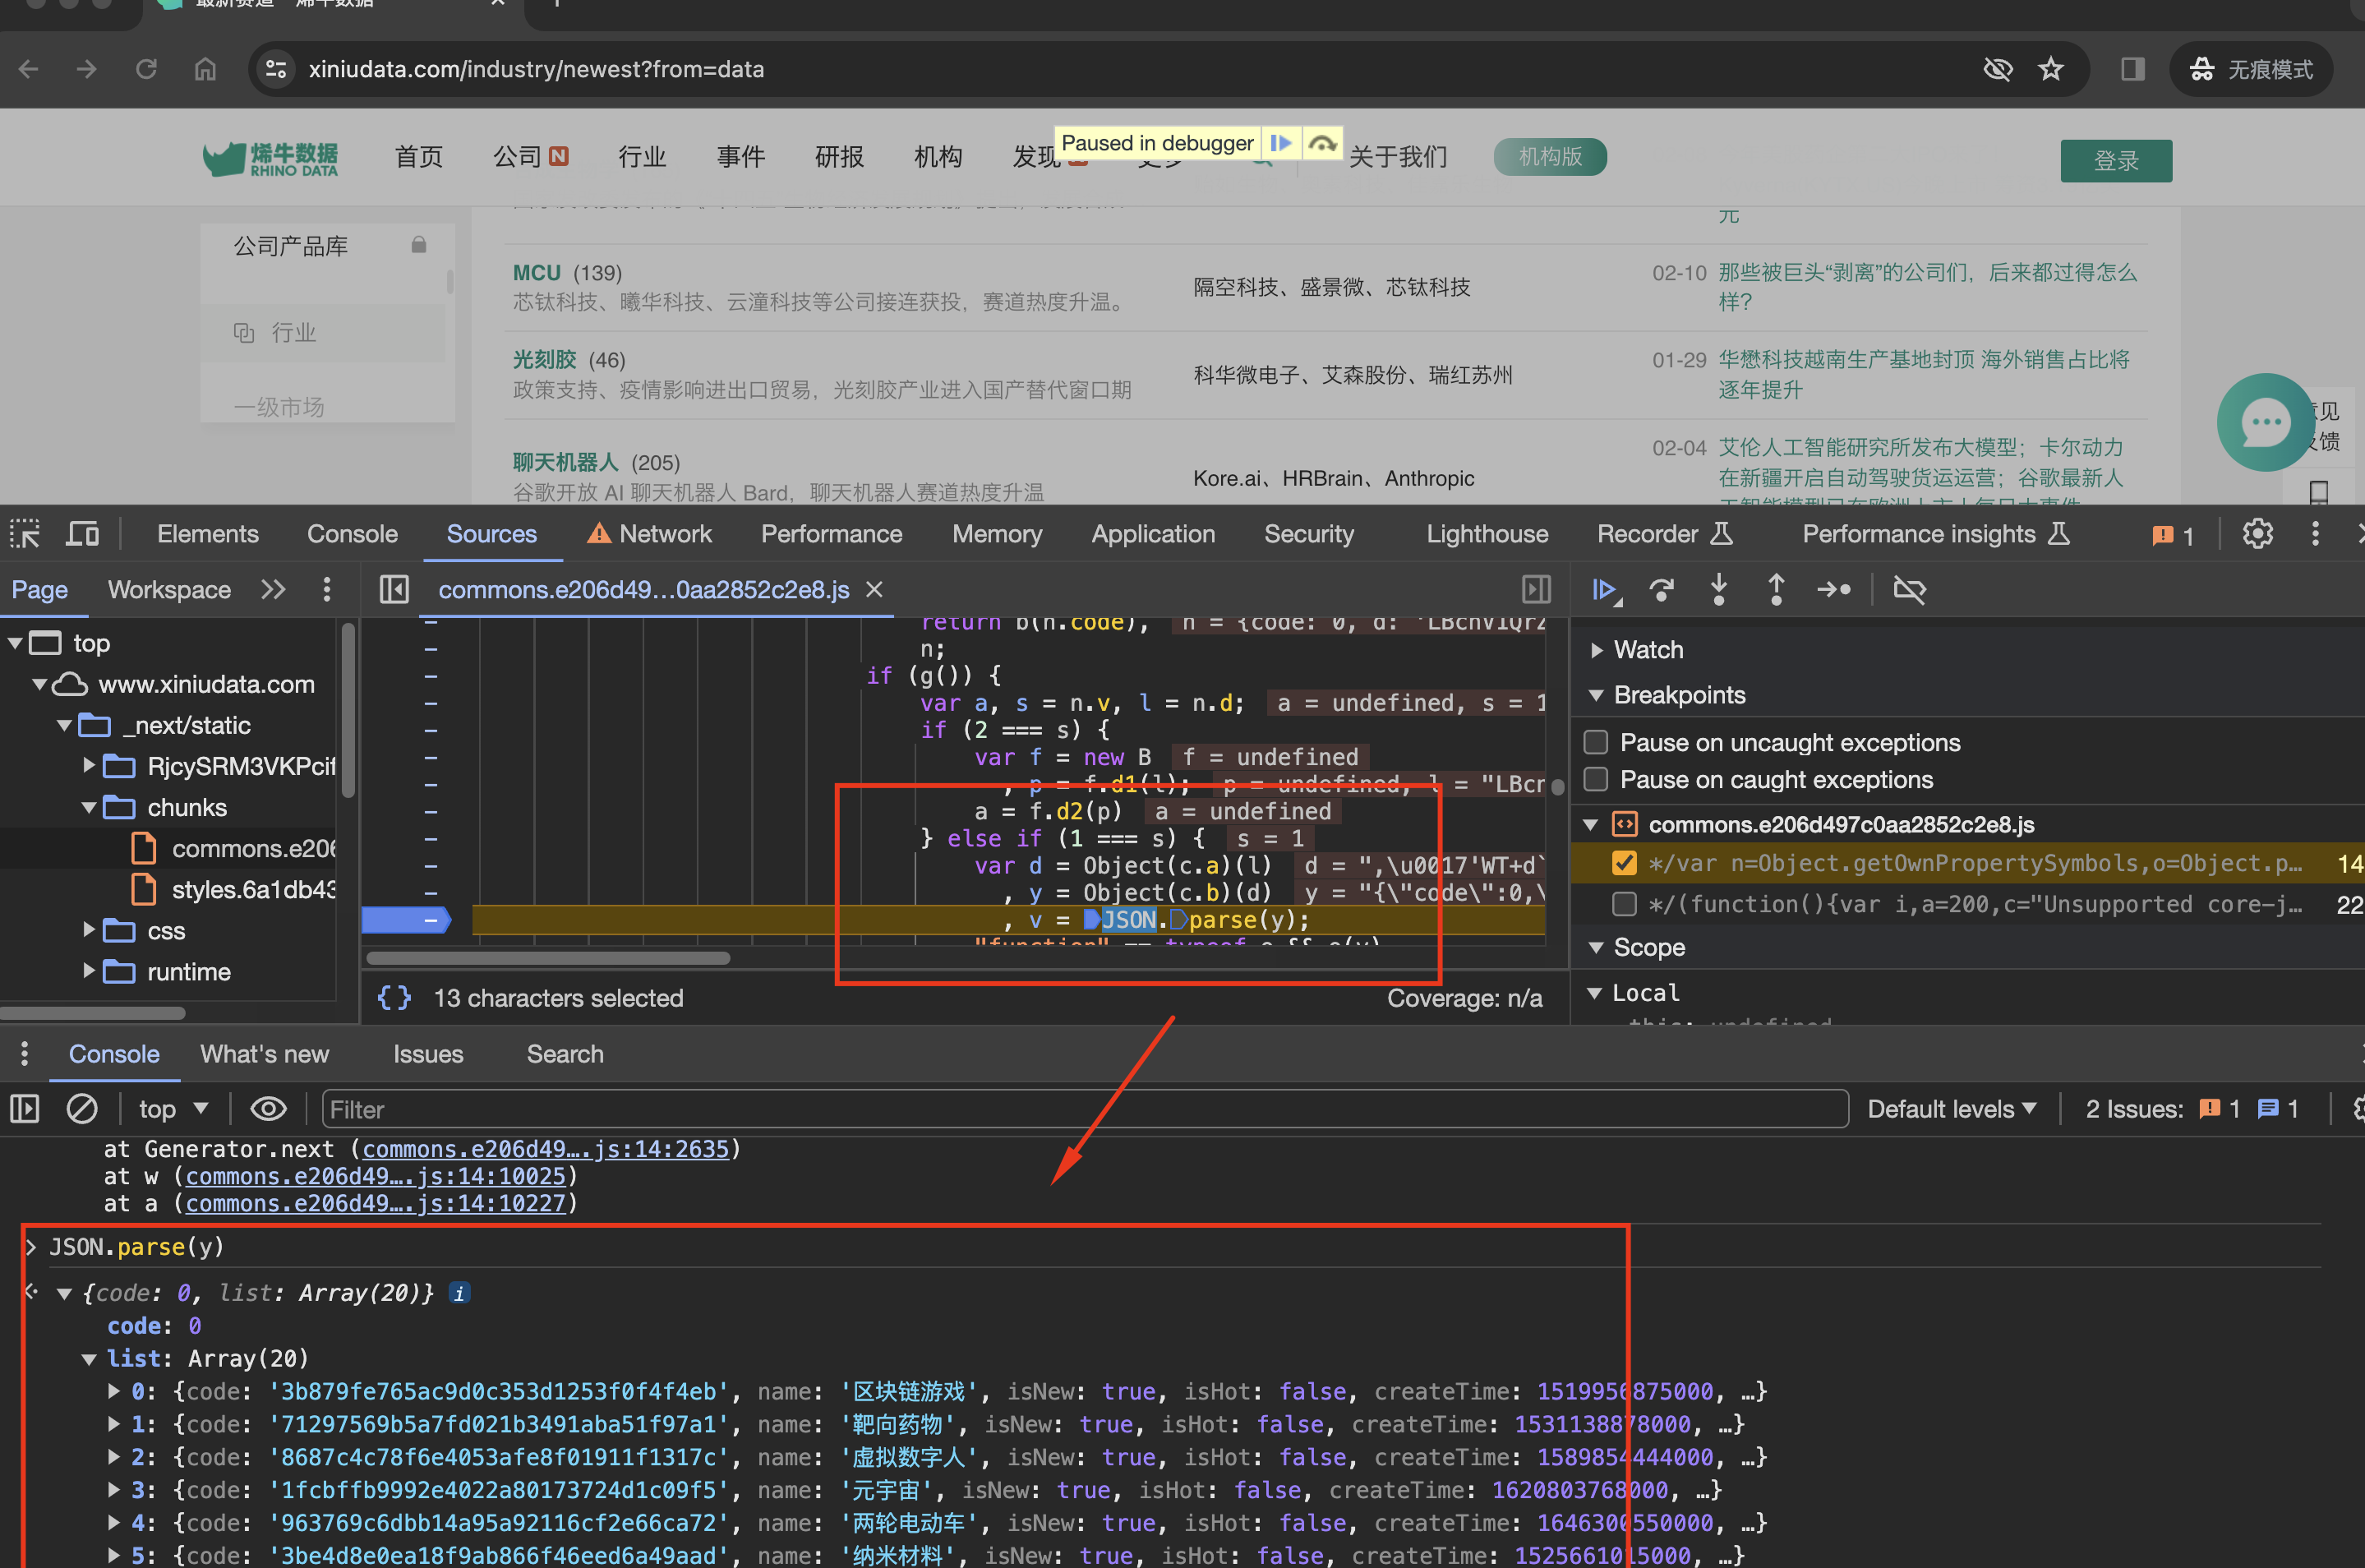 最新赛道 - 烯牛数据
xiniudata.com/industry/newest?from=data
无痕模式
Paused in debugger
烯牛数据
RHINO DATA
首页 公司 N 行业 事件 研报 机构 发现 更多 关于我们 机构版 登录
元
公司产品库
行业
一级市场
MCU (139)
芯钛科技、曦华科技、云潼科技等公司接连获投，赛道热度升温。
隔空科技、盛景微、芯钛科技
02-10 那些被巨头“剥离”的公司们，后来都过得怎么
样?
光刻胶 (46)
政策支持、疫情影响进出口贸易，光刻胶产业进入国产替代窗口期
科华微电子、艾森股份、瑞红苏州
01-29 华懋科技越南生产基地封顶 海外销售占比将
逐年提升
聊天机器人 (205)
谷歌开放 AI 聊天机器人 Bard，聊天机器人赛道热度升温
Kore.ai、HRBrain、Anthropic
02-04 艾伦人工智能研究所发布大模型；卡尔动力
在新疆开启自动驾驶货运运营；谷歌最新人
见
馈
Elements Console Sources Network Performance Memory Application Security Lighthouse Recorder Performance insights 1
Page Workspace
top
www.xiniudata.com
_next/static
RjcySRM3VKPcif
chunks
commons.e206
styles.6a1db43
css
runtime
commons.e206d49…0aa2852c2e8.js
return b(n.code), n = {code: 0, d: "LBcnV1QrZ
n;
if (g()) {
var a, s = n.v, l = n.d; a = undefined, s = 1
if (2 === s) {
var f = new B f = undefined
, p = f.d1(l); p = undefined, l = "LBcn
a = f.d2(p) a = undefined
} else if (1 === s) { s = 1
var d = Object(c.a)(l) d = ",\u0017'WT+d`
, y = Object(c.b)(d) y = "{\"code\":0,\
, v = JSON.parse(y);
"function" == typeof o && o(v)
{} 13 characters selected
Coverage: n/a
Watch
Breakpoints
Pause on uncaught exceptions
Pause on caught exceptions
commons.e206d497c0aa2852c2e8.js
*/var n=Object.getOwnPropertySymbols,o=Object.p… 14
*/(function(){var i,a=200,c="Unsupported core-j… 22
Scope
Local
this: undefined
Console What's new Issues Search
top Filter Default levels 2 Issues: 1 1
at Generator.next (commons.e206d49….js:14:2635)
at w (commons.e206d49….js:14:10025)
at a (commons.e206d49….js:14:10227)
> JSON.parse(y)
{code: 0, list: Array(20)} i
code: 0
list: Array(20)
0: {code: '3b879fe765ac9d0c353d1253f0f4f4eb', name: '区块链游戏', isNew: true, isHot: false, createTime: 1519956875000, …}
1: {code: '71297569b5a7fd021b3491aba51f97a1', name: '靶向药物', isNew: true, isHot: false, createTime: 1531138878000, …}
2: {code: '8687c4c78f6e4053afe8f01911f1317c', name: '虚拟数字人', isNew: true, isHot: false, createTime: 1589854444000, …}
3: {code: '1fcbffb9992e4022a80173724d1c09f5', name: '元宇宙', isNew: true, isHot: false, createTime: 1620803768000, …}
4: {code: '963769c6dbb14a95a92116cf2e66ca72', name: '两轮电动车', isNew: true, isHot: false, createTime: 1646300550000, …}
5: {code: '3be4d8e0ea18f9ab866f46eed6a49aad', name: '纳米材料', isNew: true, isHot: false, createTime: 1525661015000, …}